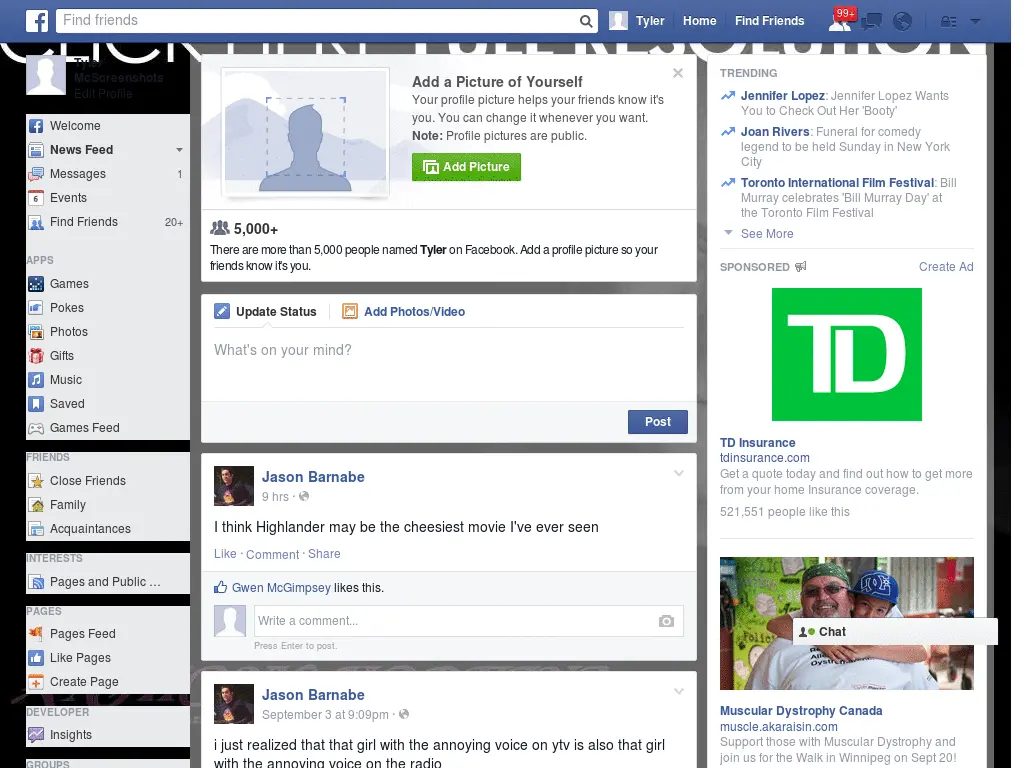 Find friends
Tyler
Home
Find Friends
99+
CLICK HERE FULL RESOLUTION
Tyler
McScreenshots
Edit Profile
Welcome
News Feed
Messages
1
Events
6
Find Friends
20+
APPS
Games
Pokes
Photos
Gifts
Music
Saved
Games Feed
FRIENDS
Close Friends
Family
Acquaintances
INTERESTS
Pages and Public ...
PAGES
Pages Feed
Like Pages
Create Page
DEVELOPER
Insights
GROUPS
Add a Picture of Yourself
Your profile picture helps your friends know it's
you. You can change it whenever you want.
Note: Profile pictures are public.
Add Picture
5,000+
There are more than 5,000 people named Tyler on Facebook. Add a profile picture so your
friends know it's you.
Update Status
Add Photos/Video
What's on your mind?
Post
Jason Barnabe
9 hrs ·
I think Highlander may be the cheesiest movie I've ever seen
Like · Comment · Share
Gwen McGimpsey likes this.
Write a comment...
Press Enter to post.
Jason Barnabe
September 3 at 9:09pm ·
i just realized that that girl with the annoying voice on ytv is also that girl
with the annoying voice on the radio
TRENDING
Jennifer Lopez: Jennifer Lopez Wants
You to Check Out Her 'Booty'
Joan Rivers: Funeral for comedy
legend to be held Sunday in New York
City
Toronto International Film Festival: Bill
Murray celebrates 'Bill Murray Day' at
the Toronto Film Festival
See More
SPONSORED
Create Ad
TD
TD Insurance
tdinsurance.com
Get a quote today and find out how to get more
from your home Insurance coverage.
521,551 people like this
Chat
Muscular Dystrophy Canada
muscle.akaraisin.com
Support those with Muscular Dystrophy and
join us for the Walk in Winnipeg on Sept 20!